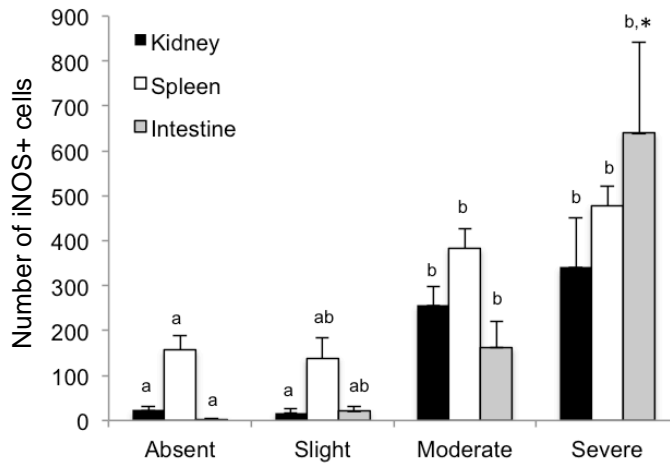 Number of iNOS+ cells
900
800
700
600
500
400
300
200
100
0
Kidney
Spleen
Intestine
a
a
a
a
ab
ab
b
b
b
b
b
b,*
Absent
Slight
Moderate
Severe